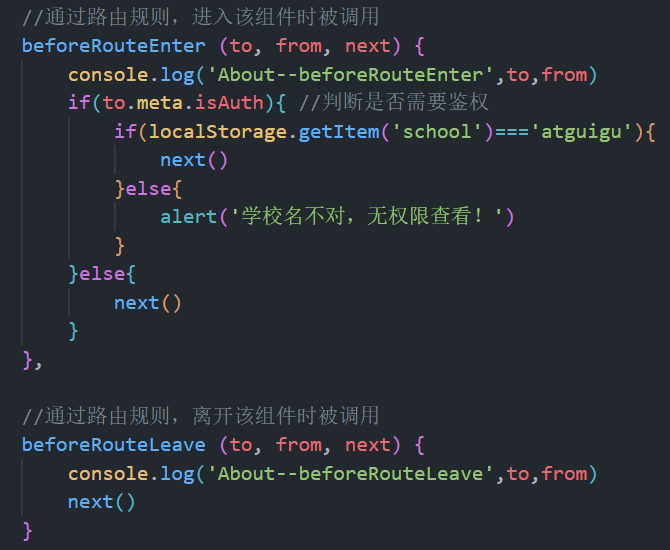 //通过路由规则，进入该组件时被调用
beforeRouteEnter (to, from, next) {
    console.log('About--beforeRouteEnter',to,from)
    if(to.meta.isAuth){ //判断是否需要鉴权
        if(localStorage.getItem('school')==='atguigu'){
            next()
        }else{
            alert('学校名不对，无权限查看！')
        }
    }else{
        next()
    }
},

//通过路由规则，离开该组件时被调用
beforeRouteLeave (to, from, next) {
    console.log('About--beforeRouteLeave',to,from)
    next()
}